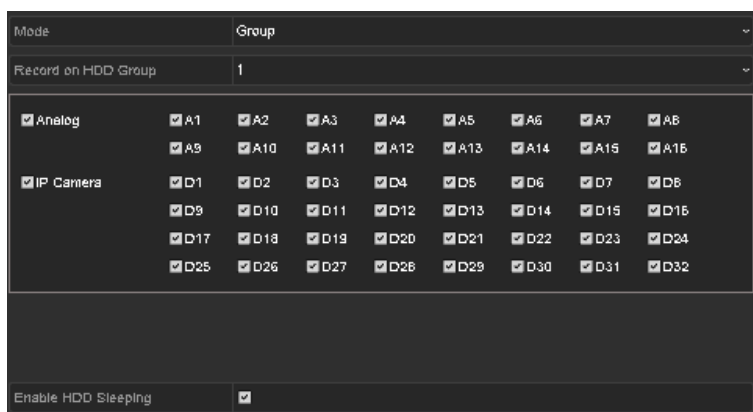 Mode Group
Record on HDD Group 1
Analog A1 A2 A3 A4 A5 A6 A7 A8
A9 A10 A11 A12 A13 A14 A15 A16
IP Camera D1 D2 D3 D4 D5 D6 D7 D8
D9 D10 D11 D12 D13 D14 D15 D16
D17 D18 D19 D20 D21 D22 D23 D24
D25 D26 D27 D28 D29 D30 D31 D32
Enable HDD Sleeping